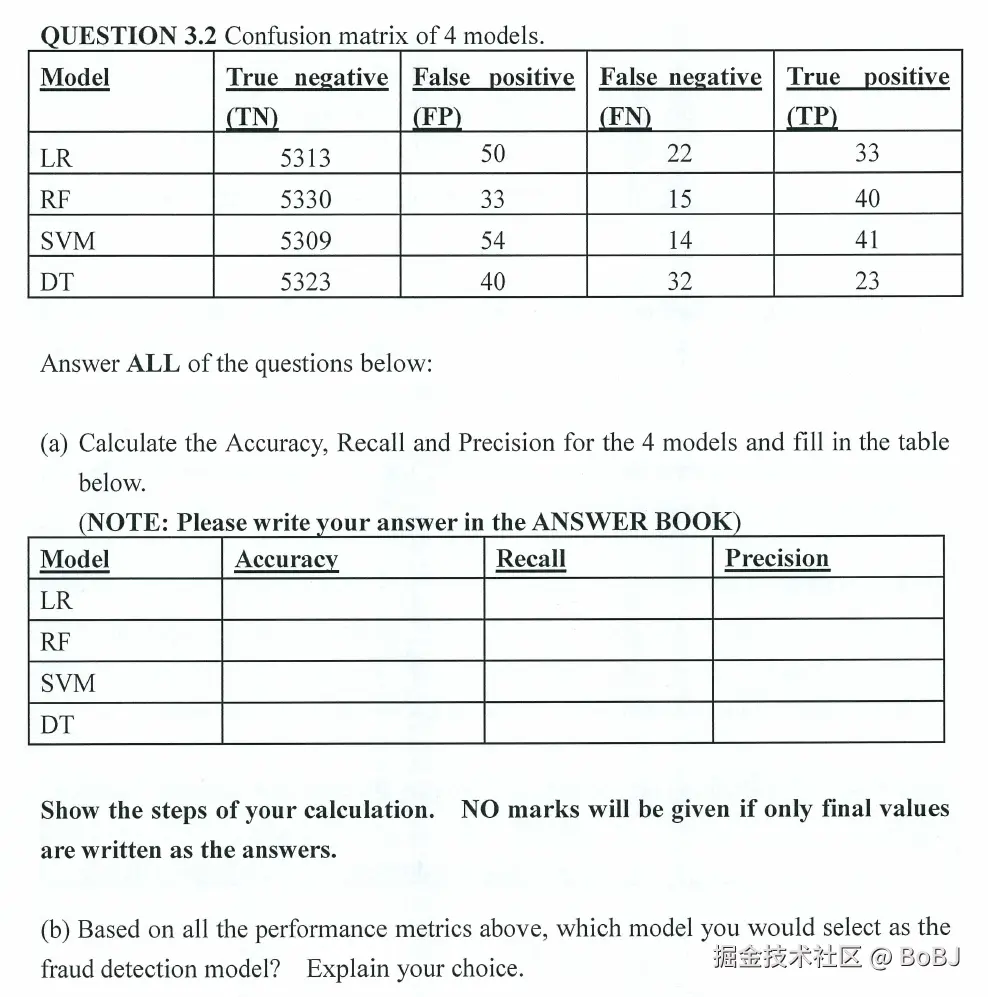 QUESTION 3.2 Confusion matrix of 4 models.
Model True negative (TN) False positive (FP) False negative (FN) True positive (TP)
LR 5313 50 22 33
RF 5330 33 15 40
SVM 5309 54 14 41
DT 5323 40 32 23
Answer ALL of the questions below:
(a) Calculate the Accuracy, Recall and Precision for the 4 models and fill in the table
below.
(NOTE: Please write your answer in the ANSWER BOOK)
Model Accuracy Recall Precision
LR
RF
SVM
DT
Show the steps of your calculation. NO marks will be given if only final values
are written as the answers.
(b) Based on all the performance metrics above, which model you would select as the
fraud detection model? Explain your choice.
掘金技术社区 @ BoBJ